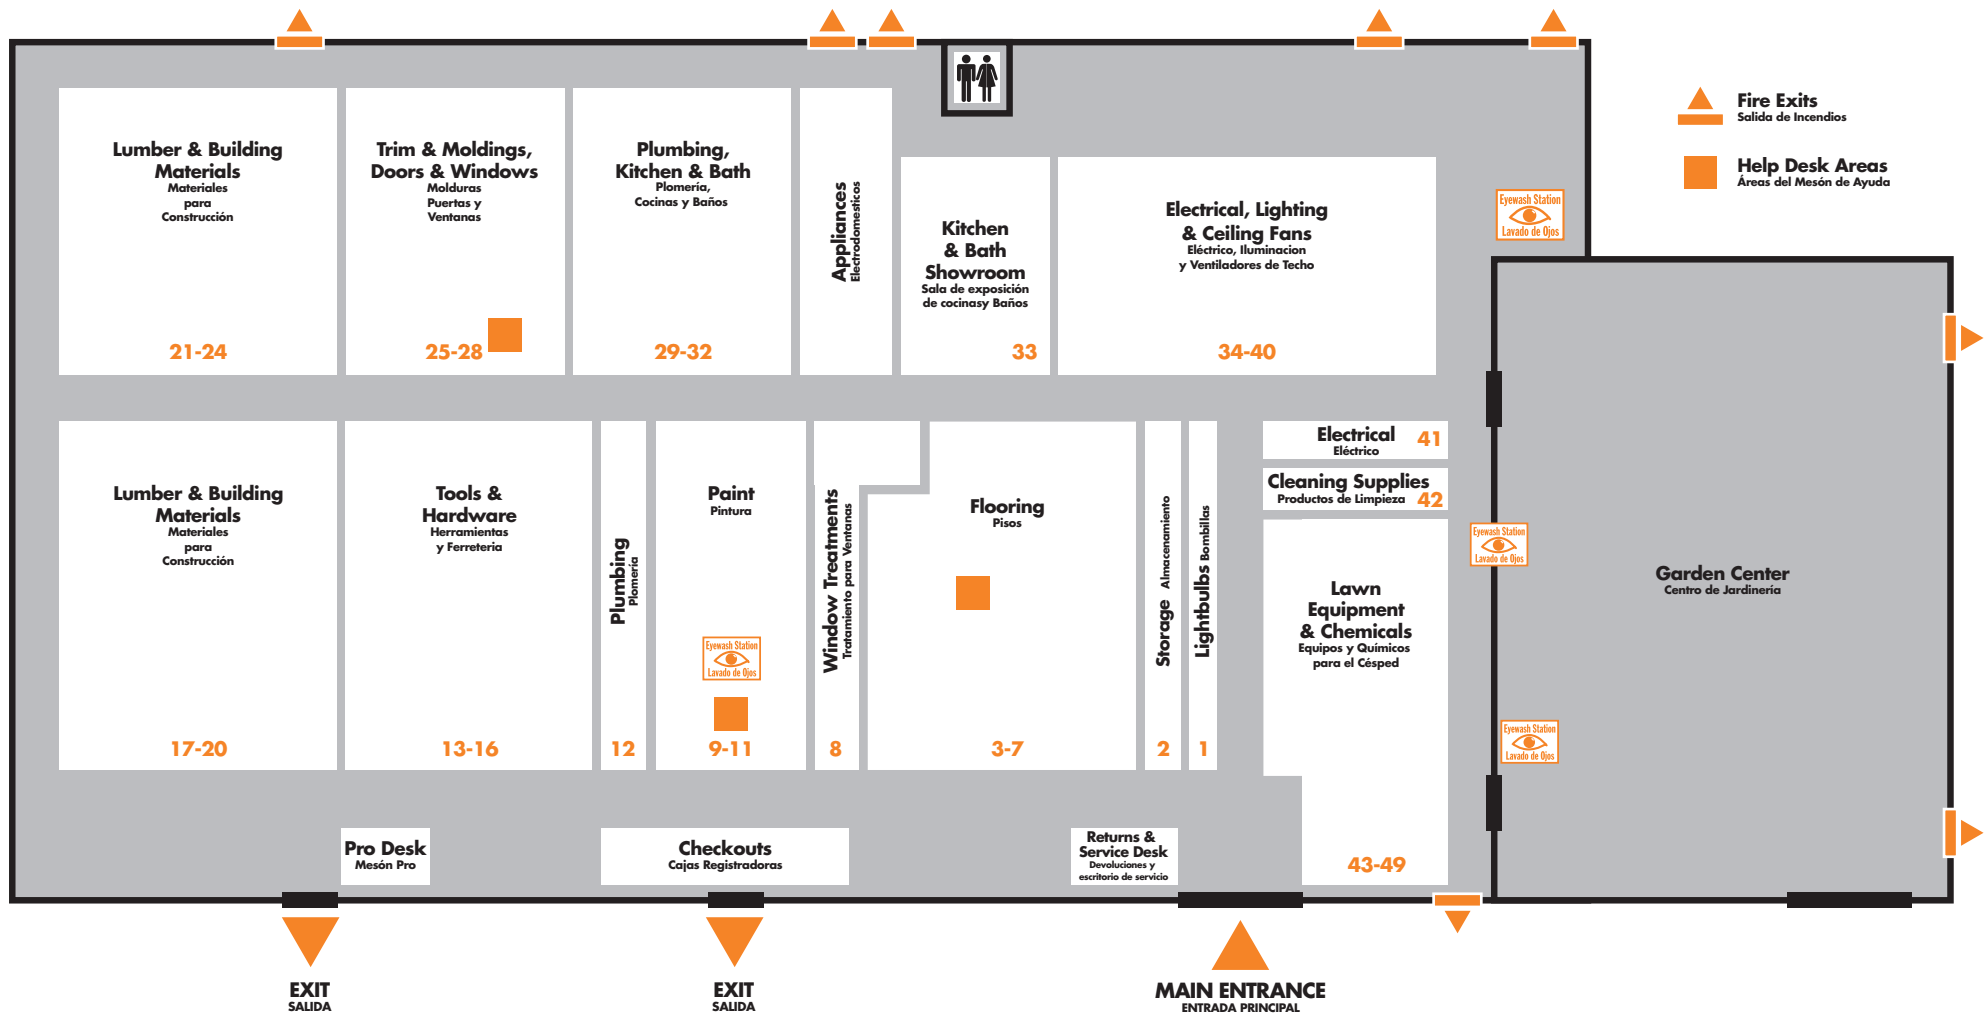 Fire Exits
Salida de Incendios
Help Desk Areas
Áreas del Mesón de Ayuda
Lumber & Building
Materials
Materiales
para
Construcción
21-24
Trim & Moldings,
Doors & Windows
Molduras
Puertas y
Ventanas
25-28
Plumbing,
Kitchen & Bath
Plomería,
Cocinas y Baños
29-32
Appliances
Electrodomesticos
Kitchen
& Bath
Showroom
Sala de exposición
de cocinasy Baños
33
Electrical, Lighting
& Ceiling Fans
Eléctrico, Iluminacion
y Ventiladores de Techo
34-40
Eyewash Station
Lavado de Ojos
Lumber & Building
Materials
Materiales
para
Construcción
17-20
Tools &
Hardware
Herramientas
y Ferreteria
13-16
Plumbing
Plomería
12
Paint
Pintura
Eyewash Station
Lavado de Ojos
9-11
Window Treatments
Tratamiento para Ventanas
8
Flooring
Pisos
3-7
Storage Almacenamiento
2
Lightbulbs Bombillas
1
Electrical 41
Eléctrico
Cleaning Supplies
Productos de Limpieza 42
Lawn
Equipment
& Chemicals
Equipos y Químicos
para el Césped
43-49
Eyewash Station
Lavado de Ojos
Eyewash Station
Lavado de Ojos
Garden Center
Centro de Jardinería
Pro Desk
Mesón Pro
Checkouts
Cajas Registradoras
Returns &
Service Desk
Devoluciones y
escritorio de servicio
EXIT
SALIDA
EXIT
SALIDA
MAIN ENTRANCE
ENTRADA PRINCIPAL